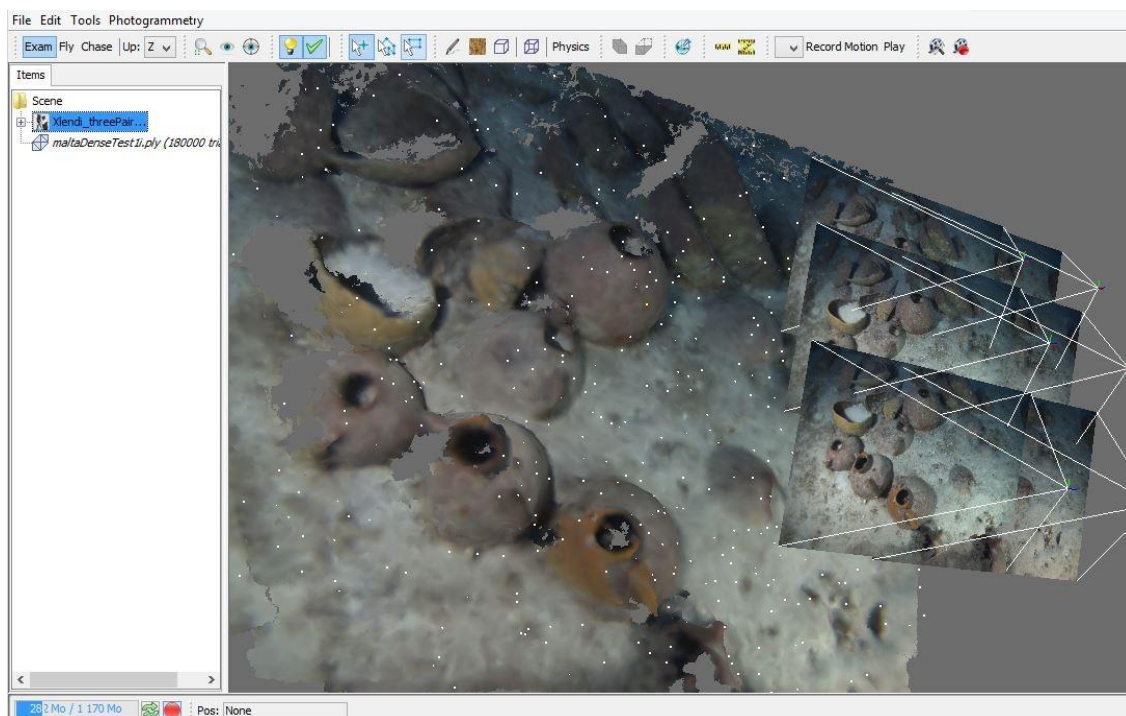 File Edit Tools Photogrammetry
Exam Fly Chase Up: Z Physics Record Motion Play
Items
Scene
Xlendi_threePair...
maltaDenseTest1i.ply (180000 tri
282 Mo / 1 170 Mo Pos: None